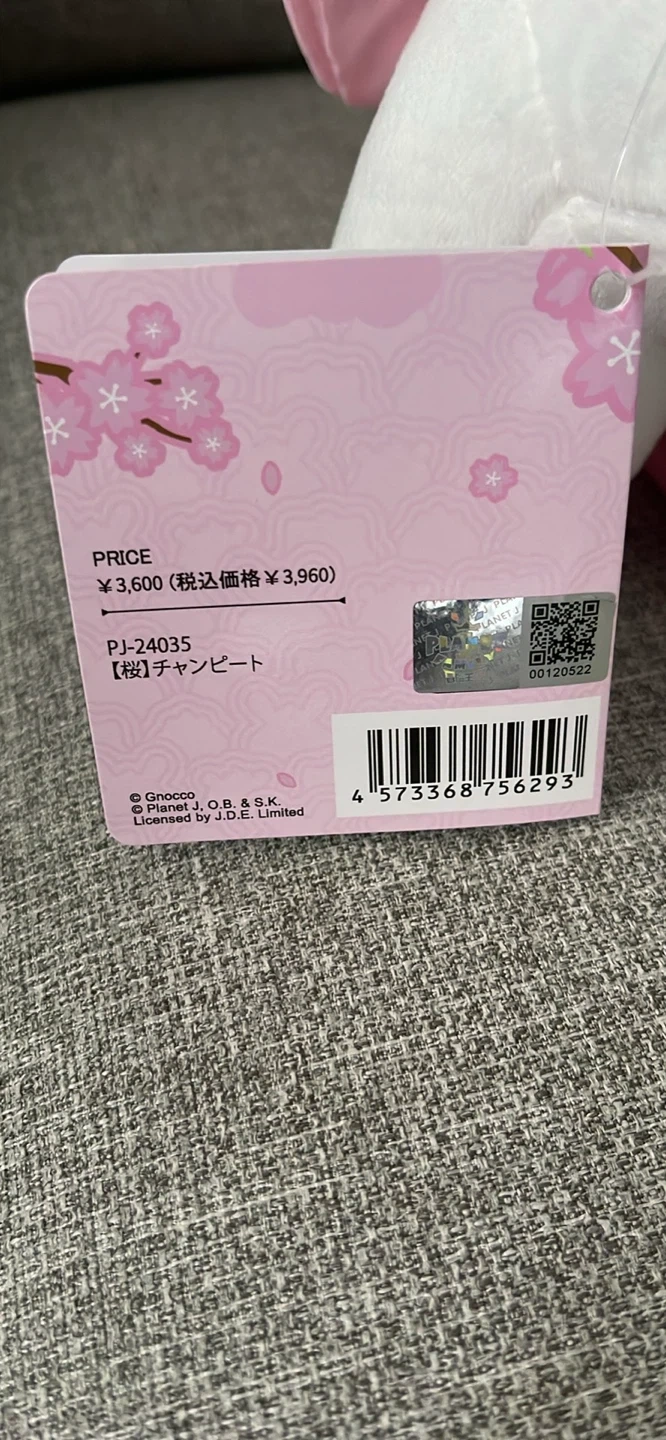 PRICE
￥3,600（税込価格￥3,960）
PJ-24035
【桜】チャンピート
PLANET J
00120522
4 573368 756293
© Gnocco
© Planet J, O.B. & S.K.
Licensed by J.D.E. Limited